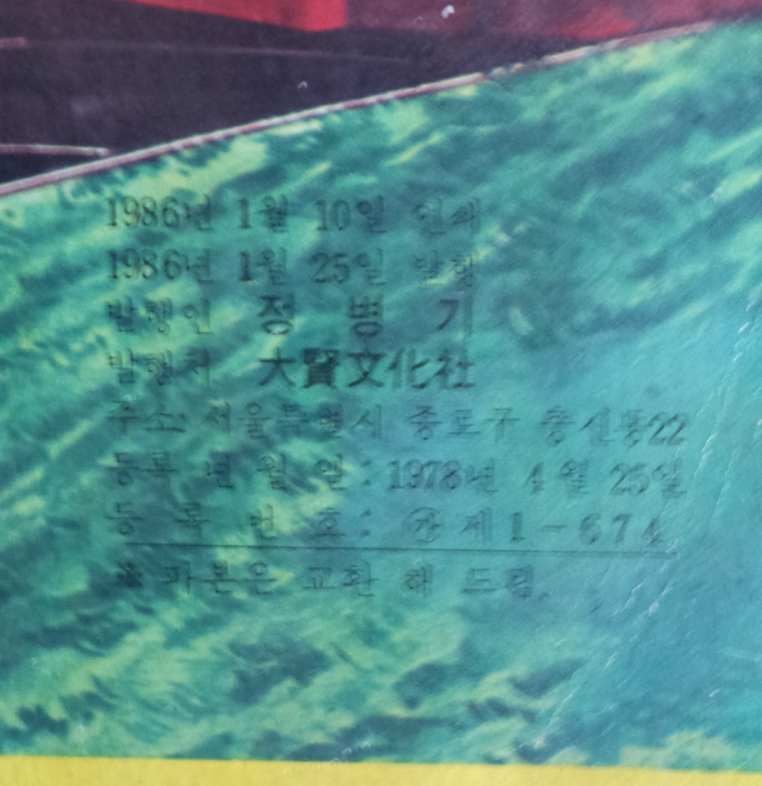 1986년 1월 10일 인쇄
1986년 1월 25일 발행
발행인 정 병 기
발행처 大賢文化社
주소: 서울특별시 종로구 충신동22
등록 년 월 일 : 1978년 4월 25일
등 록 번 호 : ㉮제1-674
※ 파본은 교환 해 드림.